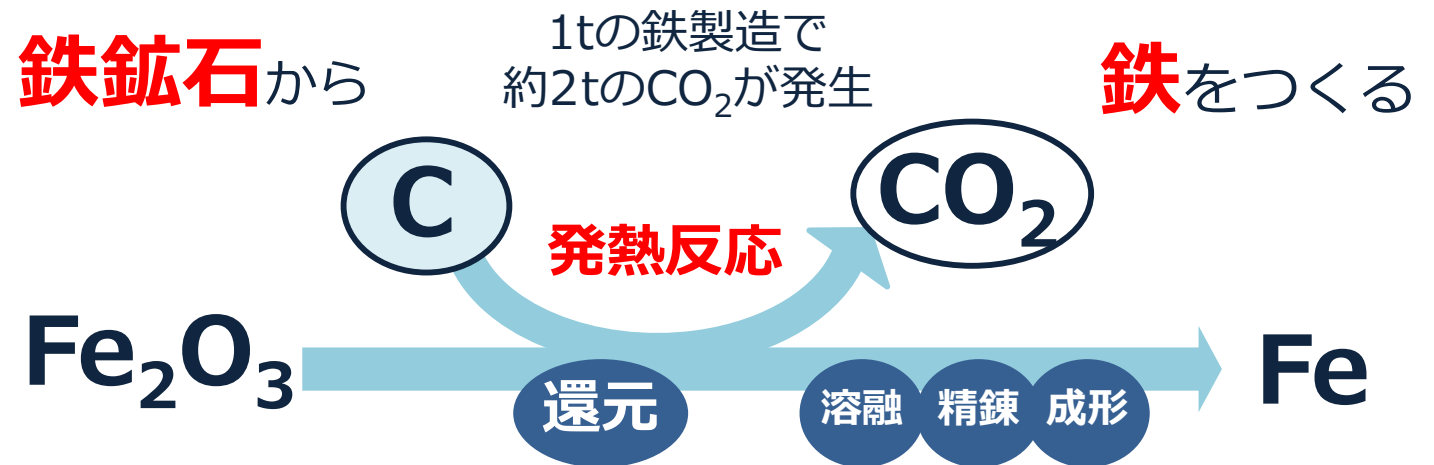 鉄鉱石から
1tの鉄製造で
約2tのCO₂が発生
鉄をつくる
C
CO₂
発熱反応
Fe₂O₃
Fe
還元
溶融
精錬
成形